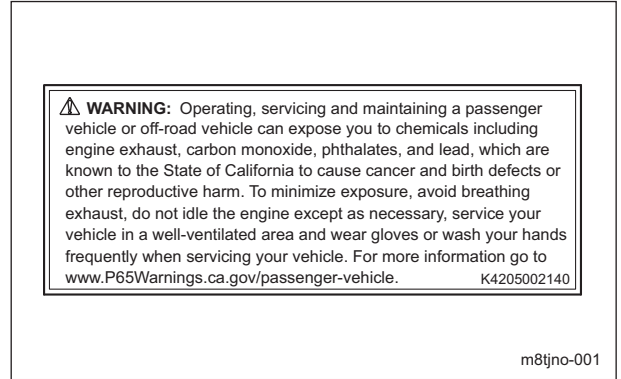 ⚠ WARNING: Operating, servicing and maintaining a passenger
vehicle or off-road vehicle can expose you to chemicals including
engine exhaust, carbon monoxide, phthalates, and lead, which are
known to the State of California to cause cancer and birth defects or
other reproductive harm. To minimize exposure, avoid breathing
exhaust, do not idle the engine except as necessary, service your
vehicle in a well-ventilated area and wear gloves or wash your hands
frequently when servicing your vehicle. For more information go to
www.P65Warnings.ca.gov/passenger-vehicle. K4205002140
m8tjno-001